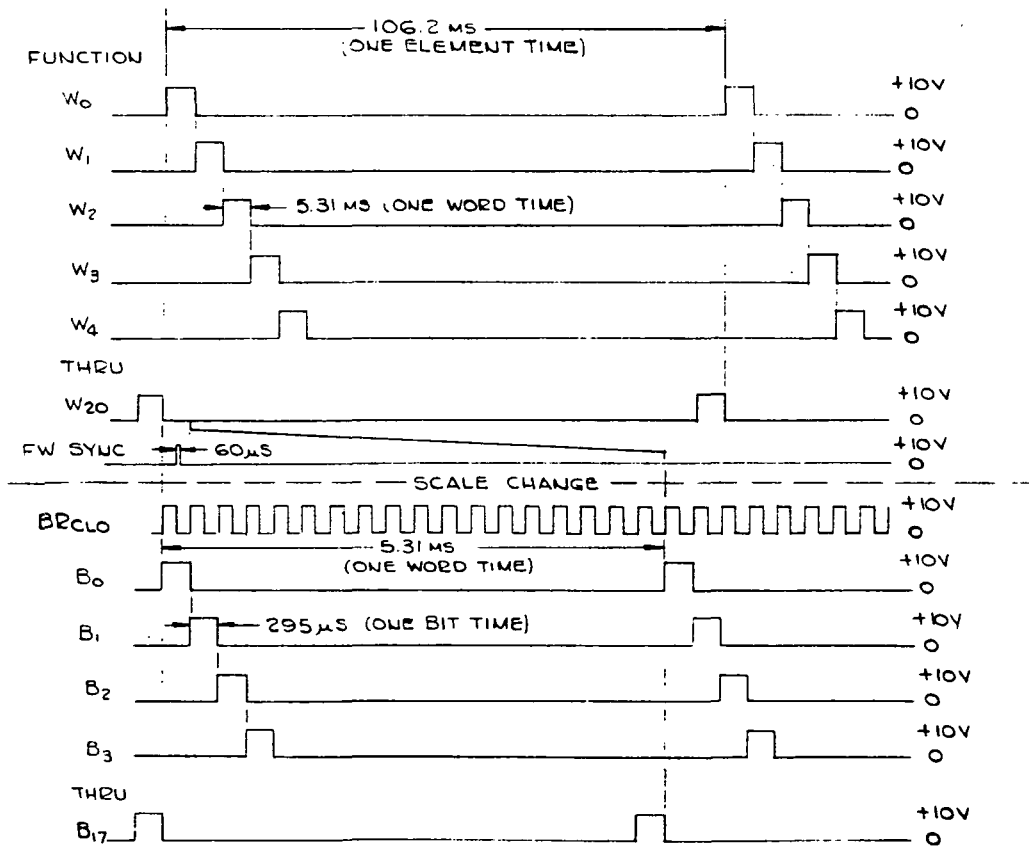 106.2 MS
(ONE ELEMENT TIME)
FUNCTION
W0 +10V
0
W1 +10V
0
W2 5.31 MS (ONE WORD TIME) +10V
0
W3 +10V
0
W4 +10V
0
THRU
W20 +10V
0
FW SYNC 60μS +10V
0
SCALE CHANGE
BRCLO +10V
0
5.31 MS
(ONE WORD TIME)
B0 +10V
0
B1 295μS (ONE BIT TIME) +10V
0
B2 +10V
0
B3 +10V
0
THRU
B17 +10V
0